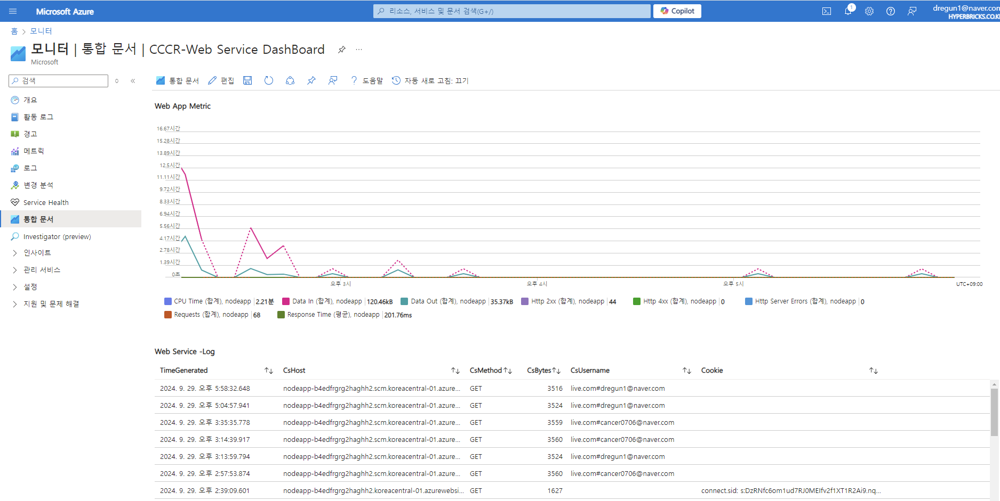 Microsoft Azure
리소스, 서비스 및 문서 검색(G+/)
Copilot
1
dregun1@naver.com
HYPERBRICKS.CO.K
홈 > 모니터
모니터 | 통합 문서 | CCCR-Web Service DashBoard
Microsoft
검색
통합 문서 편집 도움말 자동 새로 고침: 끄기
개요
활동 로그
경고
메트릭
로그
변경 분석
Service Health
통합 문서
Investigator (preview)
인사이트
관리 서비스
설정
지원 및 문제 해결
Web App Metric
16.67시간
15.28시간
13.89시간
12.5시간
11.11시간
9.72시간
8.33시간
6.94시간
5.56시간
4.17시간
2.78시간
1.39시간
0초
오후 3시 오후 4시 오후 5시 UTC+09:00
CPU Time (합계), nodeapp 2.21분 Data In (합계), nodeapp 120.46kB Data Out (합계), nodeapp 35.37kB Http 2xx (합계), nodeapp 44 Http 4xx (합계), nodeapp 0 Http Server Errors (합계), nodeapp 0
Requests (합계), nodeapp 68 Response Time (평균), nodeapp 201.76ms
Web Service -Log
TimeGenerated CsHost CsMethod CsBytes CsUsername Cookie
2024. 9. 29. 오후 5:58:32.648 nodeapp-b4edfrgrg2haghh2.scm.koreacentral-01.azure... GET 3516 live.com#dregun1@naver.com
2024. 9. 29. 오후 5:04:57.941 nodeapp-b4edfrgrg2haghh2.scm.koreacentral-01.azure... GET 3524 live.com#dregun1@naver.com
2024. 9. 29. 오후 3:35:35.778 nodeapp-b4edfrgrg2haghh2.scm.koreacentral-01.azure... GET 3559 live.com#cancer0706@naver.com
2024. 9. 29. 오후 3:14:39.917 nodeapp-b4edfrgrg2haghh2.scm.koreacentral-01.azure... GET 3560 live.com#cancer0706@naver.com
2024. 9. 29. 오후 3:13:59.794 nodeapp-b4edfrgrg2haghh2.scm.koreacentral-01.azure... GET 3524 live.com#dregun1@naver.com
2024. 9. 29. 오후 2:57:53.874 nodeapp-b4edfrgrg2haghh2.scm.koreacentral-01.azure... GET 3560 live.com#cancer0706@naver.com
2024. 9. 29. 오후 2:39:09.601 nodeapp-b4edfrgrg2haghh2.koreacentral-01.azurewebsi... GET 1627 connect.sid: s:DzRNfc6om1ud7RJ0MEIfv2f1XT1R2Ai9.nq...